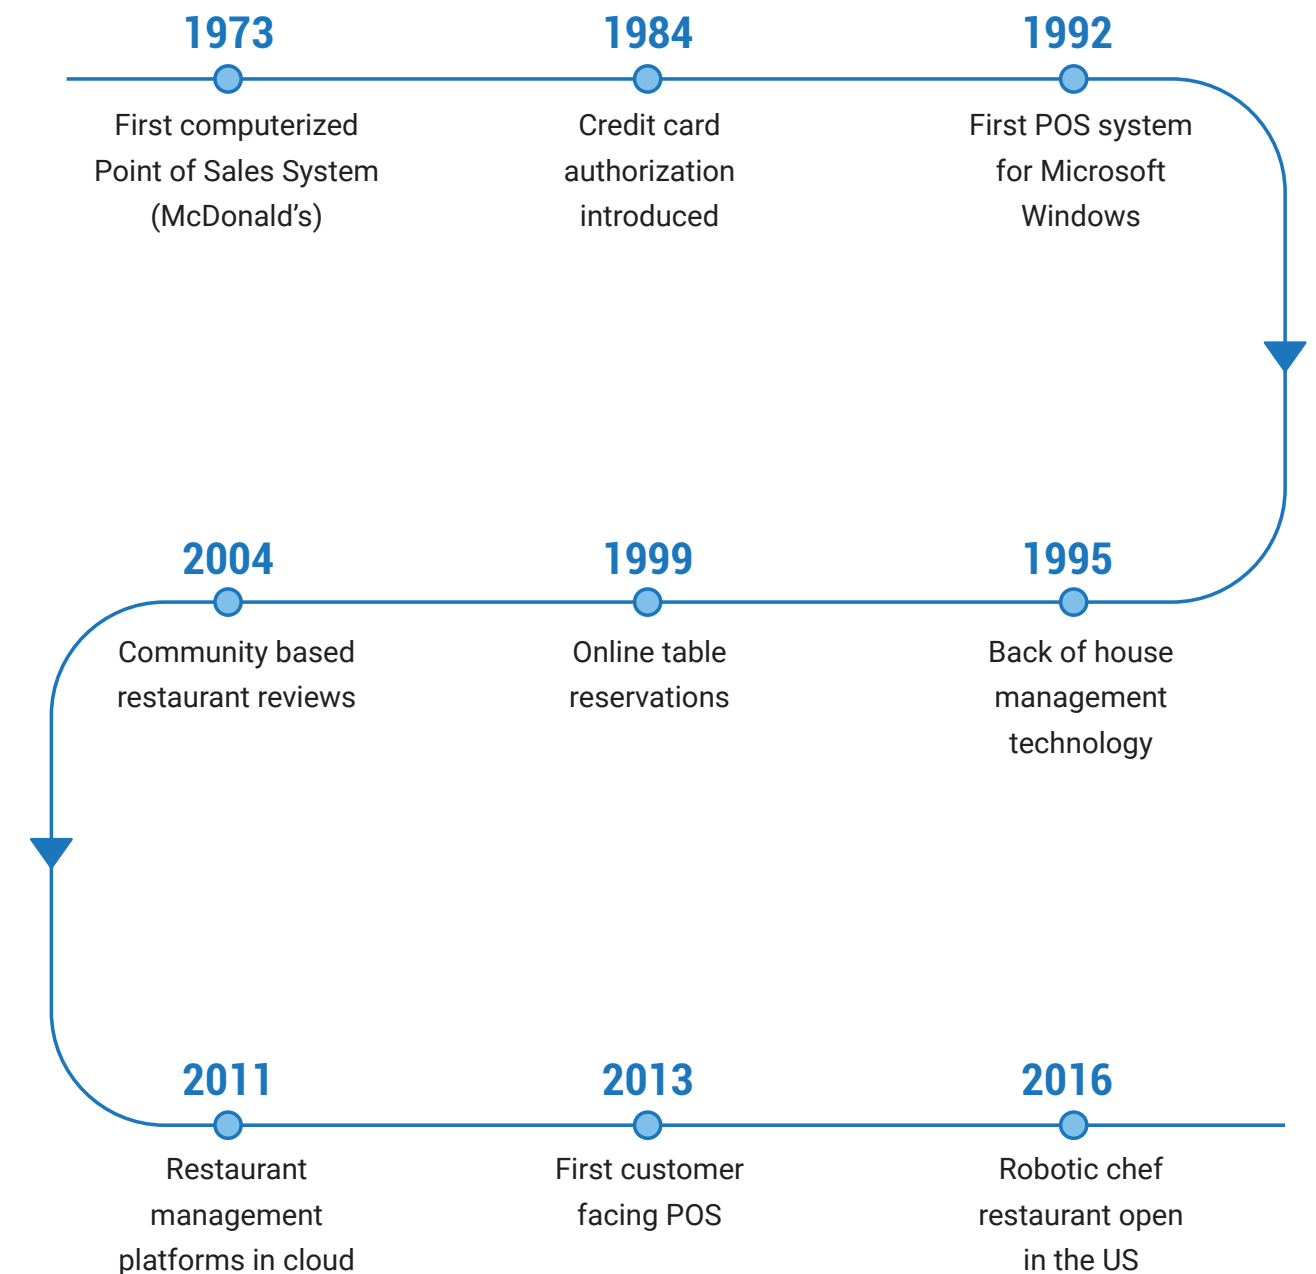 1973
First computerized
Point of Sales System
(McDonald's)
1984
Credit card
authorization
introduced
1992
First POS system
for Microsoft
Windows
1995
Back of house
management
technology
1999
Online table
reservations
2004
Community based
restaurant reviews
2011
Restaurant
management
platforms in cloud
2013
First customer
facing POS
2016
Robotic chef
restaurant open
in the US